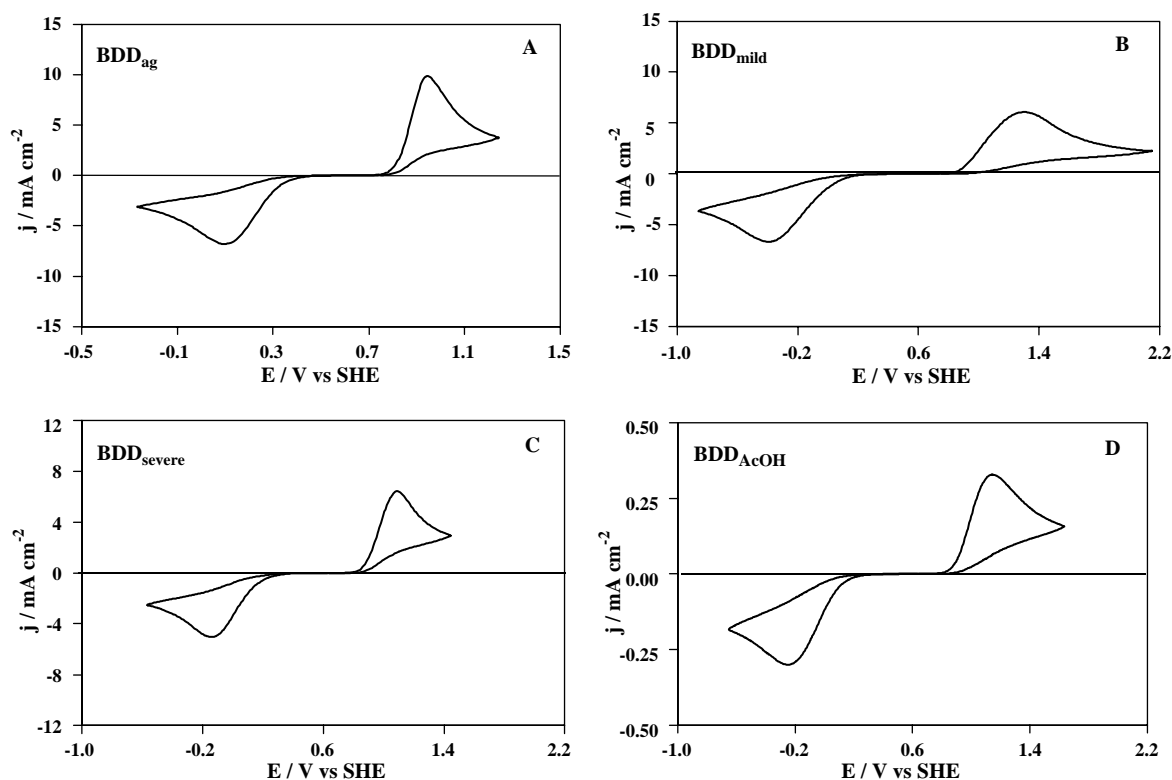 BDDag
A
15
10
5
0
-5
-10
-15
j / mA cm-2
-0.5 -0.1 0.3 0.7 1.1 1.5
E / V vs SHE
BDDmild
B
15
10
5
0
-5
-10
-15
j / mA cm-2
-1.0 -0.2 0.6 1.4 2.2
E / V vs SHE
BDDsevere
C
12
8
4
0
-4
-8
-12
j / mA cm-2
-1.0 -0.2 0.6 1.4 2.2
E / V vs SHE
BDDAcOH
D
0.50
0.25
0.00
-0.25
-0.50
j / mA cm-2
-1.0 -0.2 0.6 1.4 2.2
E / V vs SHE